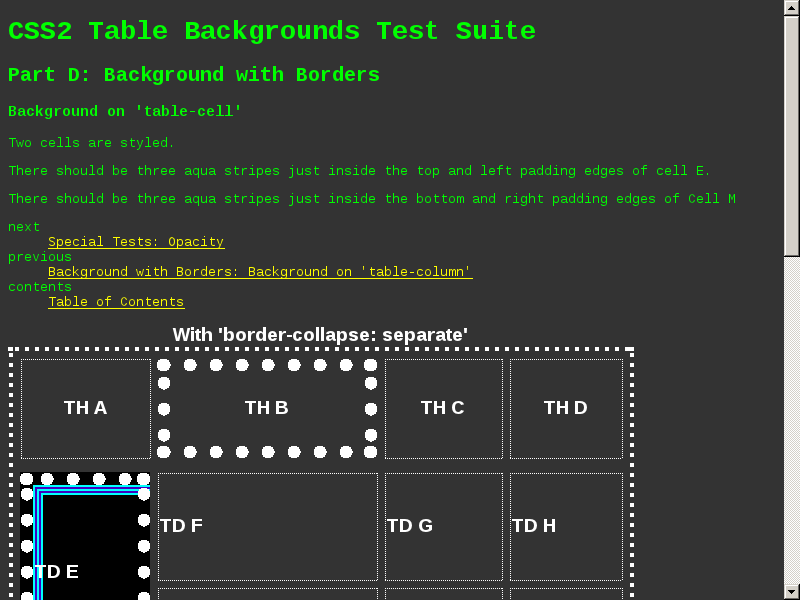 CSS2 Table Backgrounds Test Suite
Part D: Background with Borders
Background on 'table-cell'
Two cells are styled.
There should be three aqua stripes just inside the top and left padding edges of cell E.
There should be three aqua stripes just inside the bottom and right padding edges of Cell M
next
Special Tests: Opacity
previous
Background with Borders: Background on 'table-column'
contents
Table of Contents
With 'border-collapse: separate'
TH A TH B TH C TH D
TD F TD G TD H
TD E